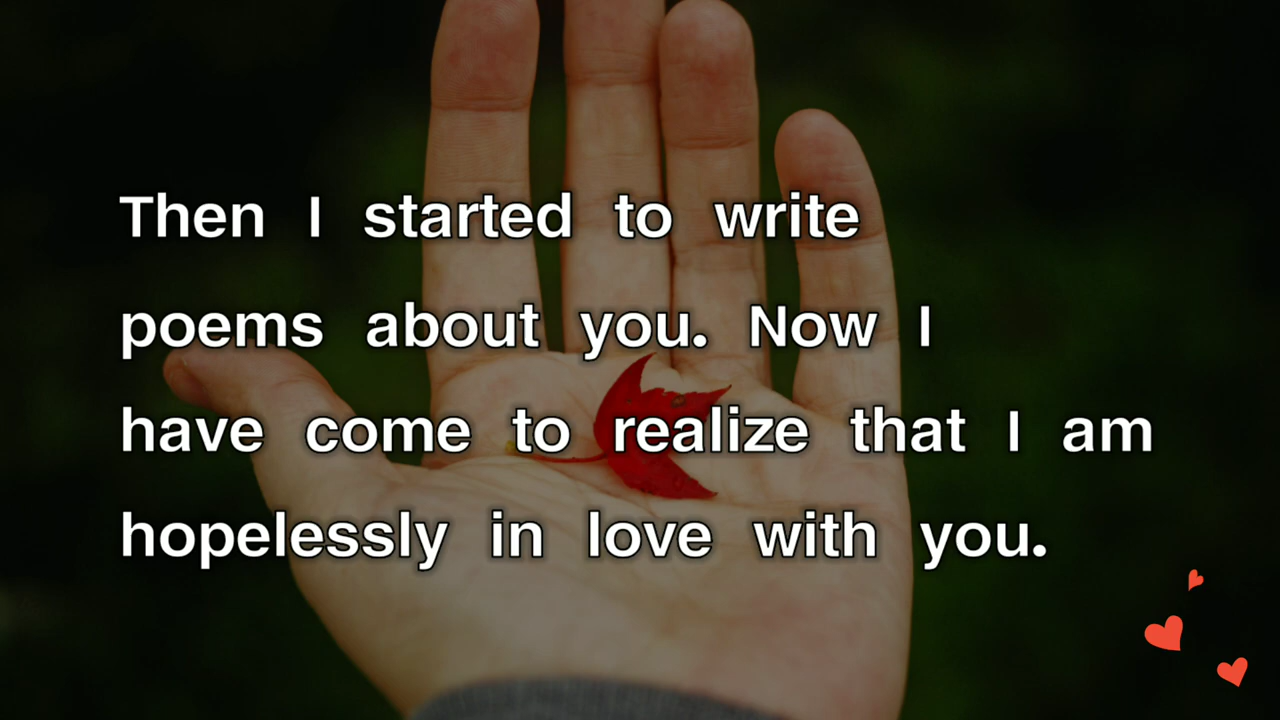 Then I started to write
poems about you. Now I
have come to realize that I am
hopelessly in love with you.